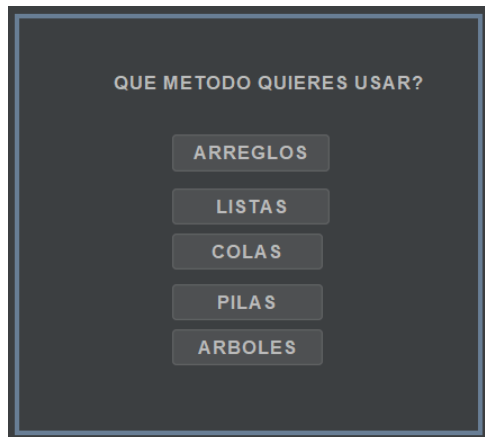 QUE METODO QUIERES USAR?
ARREGLOS
LISTAS
COLAS
PILAS
ARBOLES